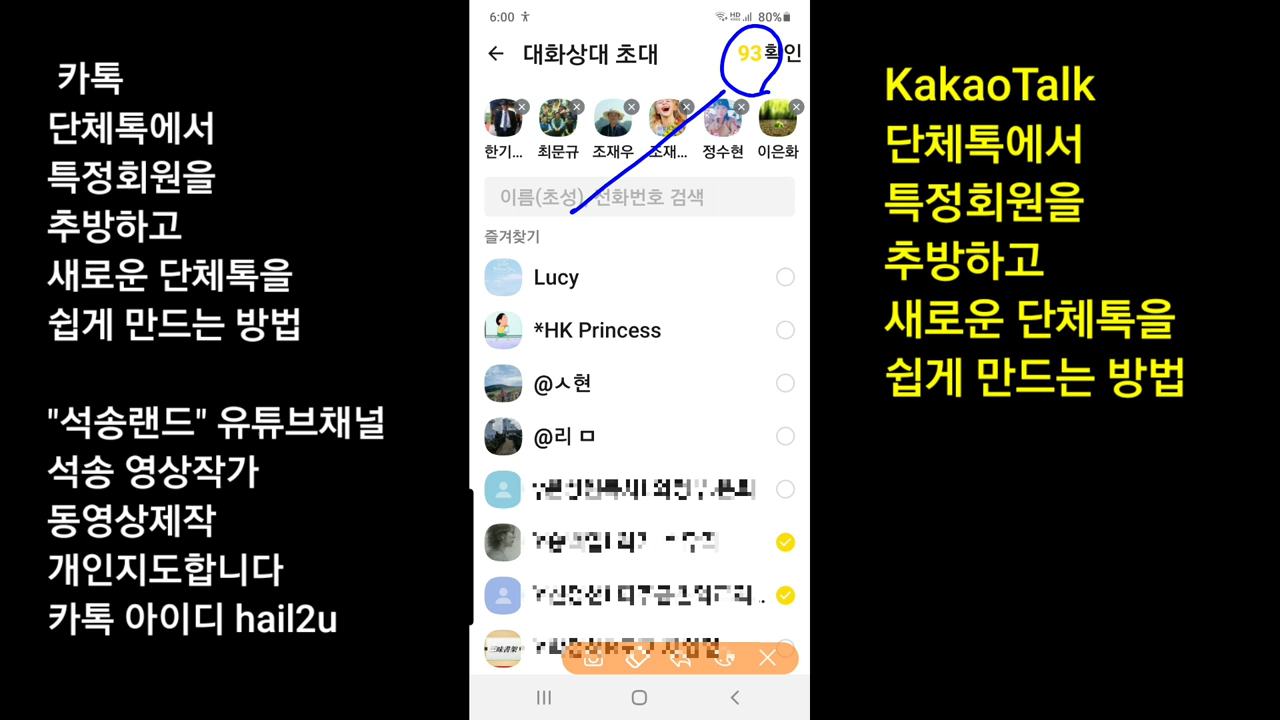 카톡
단체톡에서
특정회원을
추방하고
새로운 단체톡을
쉽게 만드는 방법
"석송랜드" 유튜브채널
석송 영상작가
동영상제작
개인지도합니다
카톡 아이디 hail2u
6:00
HD
80%
대화상대 초대
93 확인
한기... 최문규 조재우 조재... 정수현 이은화
이름(초성), 전화번호 검색
즐겨찾기
Lucy
*HK Princess
@ㅅ현
@리 ㅁ
KakaoTalk
단체톡에서
특정회원을
추방하고
새로운 단체톡을
쉽게 만드는 방법